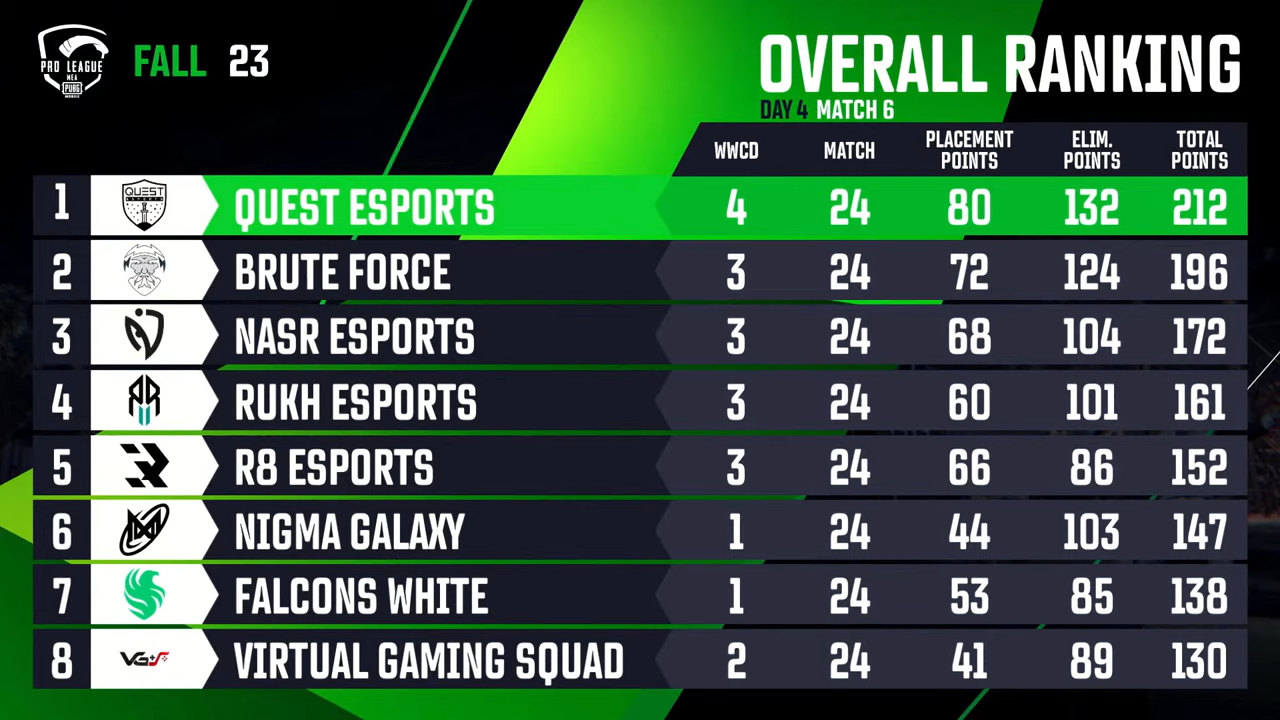 PRO LEAGUE
MEA
PUBG
MOBILE
FALL 23
OVERALL RANKING
DAY 4 MATCH 6
WWCD MATCH PLACEMENT POINTS ELIM. POINTS TOTAL POINTS
1 QUEST ESPORTS QUEST ESPORTS 4 24 80 132 212
2 BRUTE FORCE 3 24 72 124 196
3 NASR ESPORTS 3 24 68 104 172
4 RUKH ESPORTS 3 24 60 101 161
5 R8 ESPORTS 3 24 66 86 152
6 NIGMA GALAXY 1 24 44 103 147
7 FALCONS WHITE 1 24 53 85 138
8 VGS VIRTUAL GAMING SQUAD 2 24 41 89 130